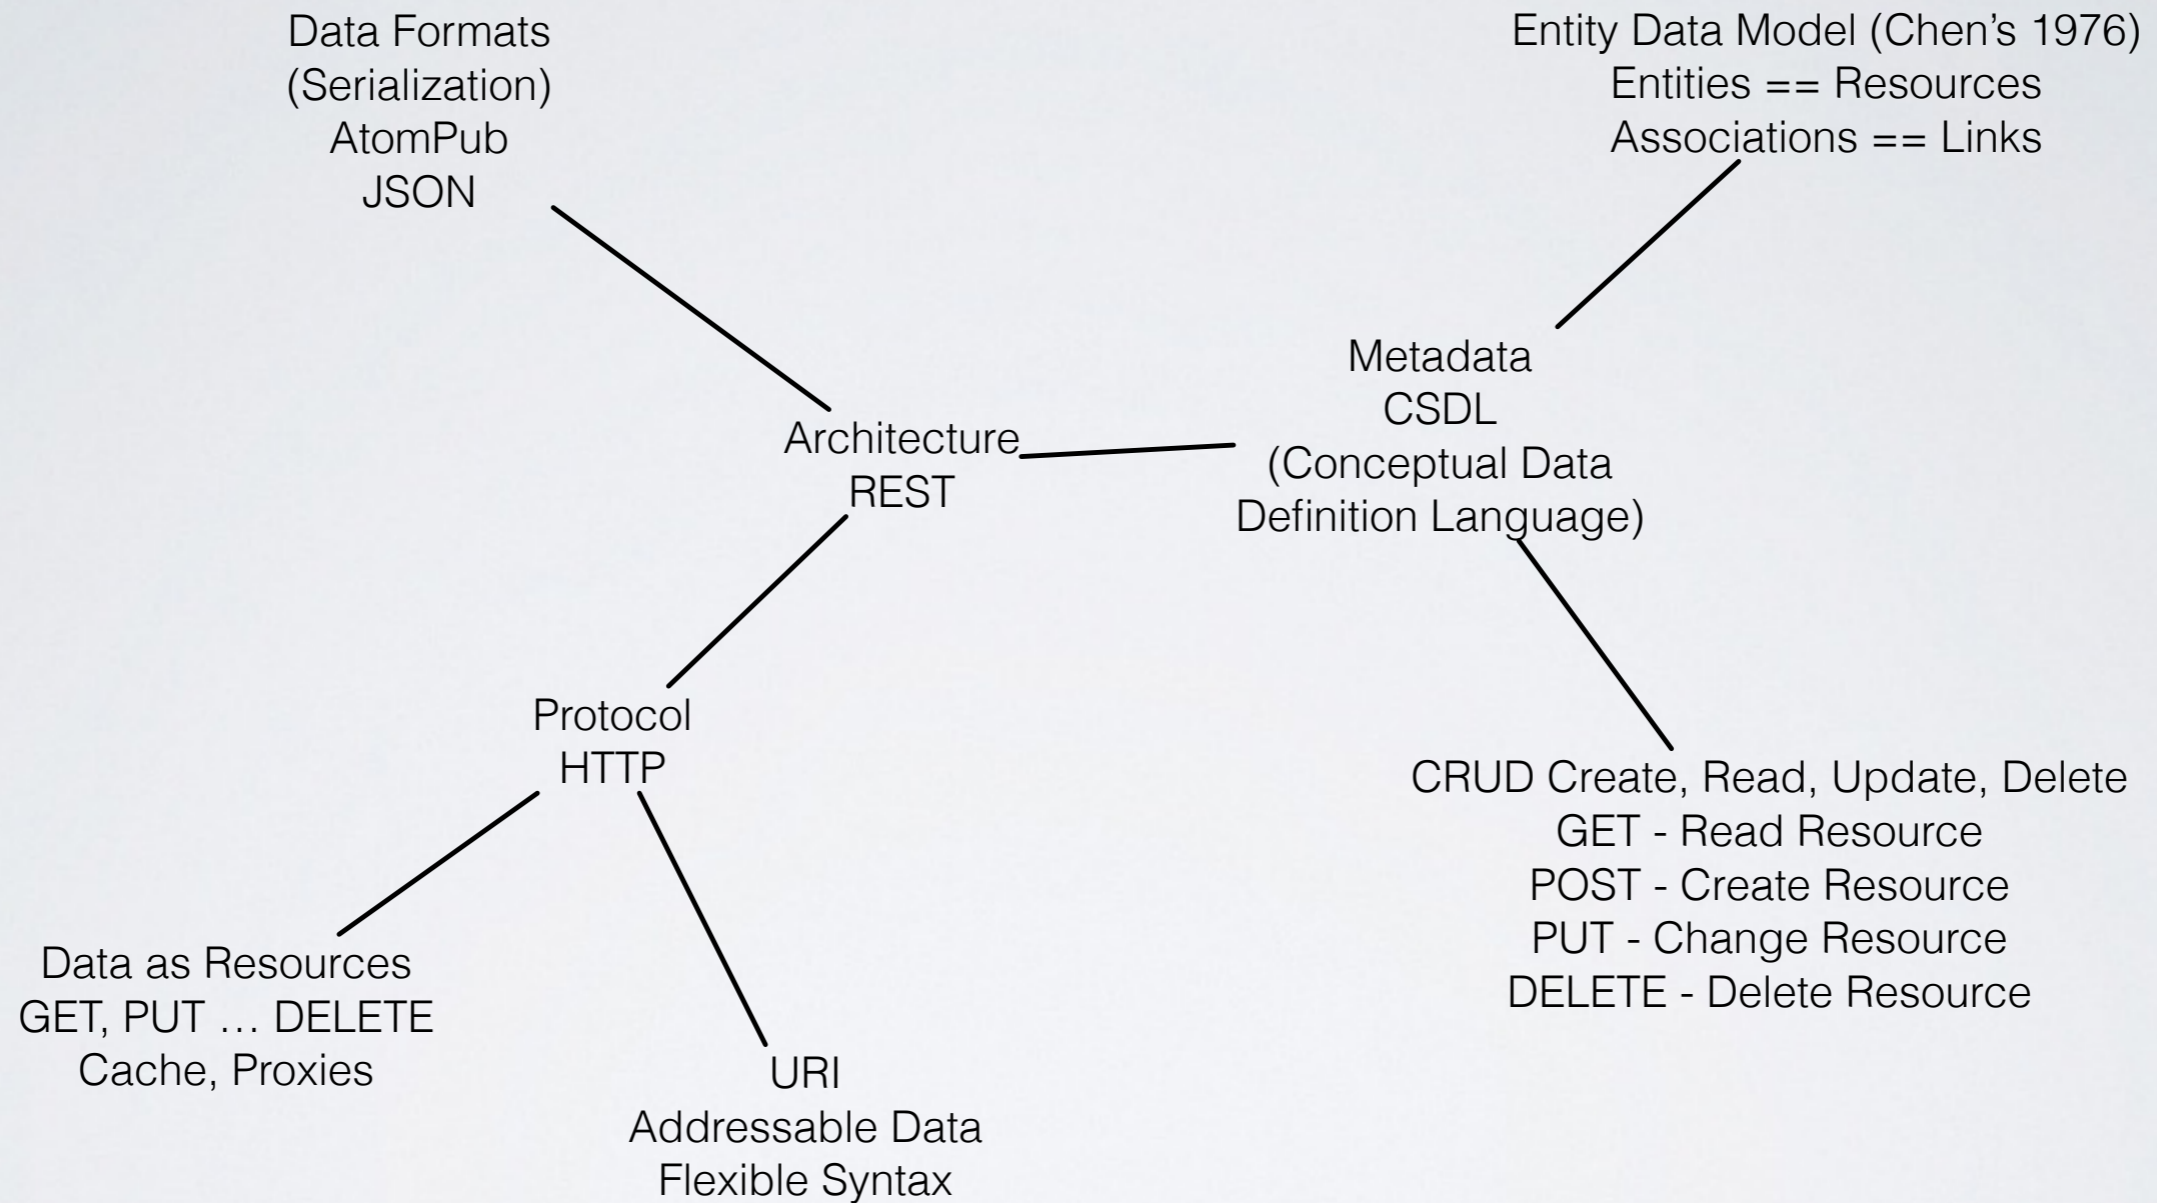 Data Formats
(Serialization)
AtomPub
JSON
Entity Data Model (Chen’s 1976)
Entities == Resources
Associations == Links
Architecture
REST
Metadata
CSDL
(Conceptual Data
Definition Language)
Protocol
HTTP
Data as Resources
GET, PUT … DELETE
Cache, Proxies
URI
Addressable Data
Flexible Syntax
CRUD Create, Read, Update, Delete
GET - Read Resource
POST - Create Resource
PUT - Change Resource
DELETE - Delete Resource